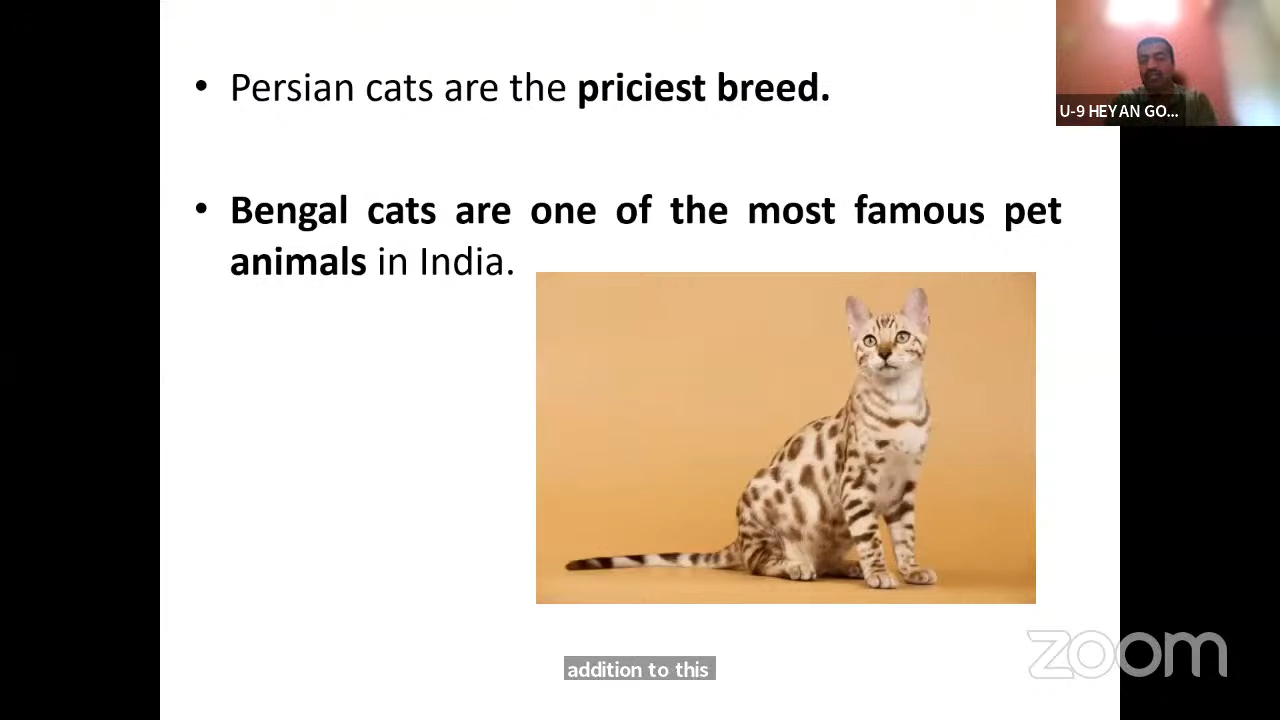 • Persian cats are the priciest breed.
U-9 HEYAN GO...
• Bengal cats are one of the most famous pet
animals in India.
addition to this
zoom